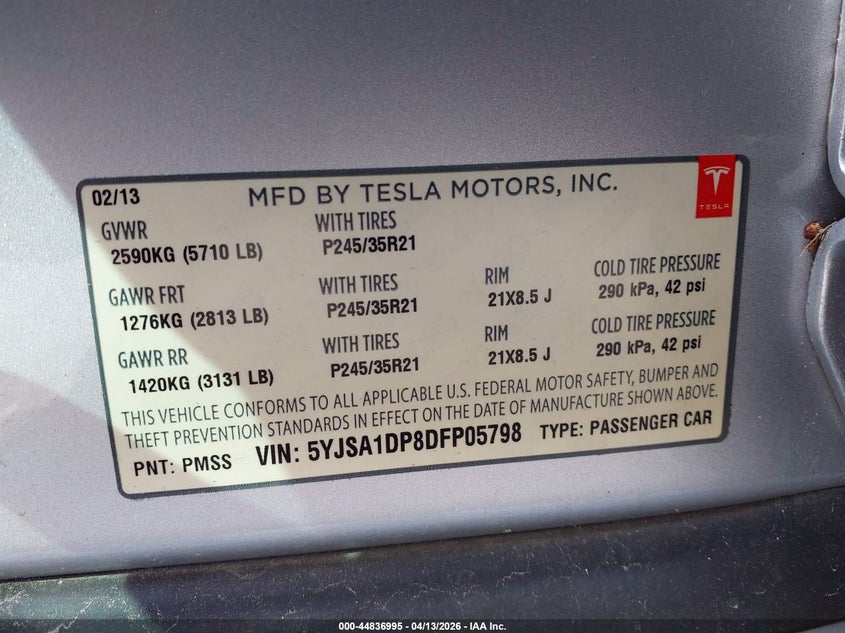 02/13 MFD BY TESLA MOTORS, INC.
TESLA
GVWR WITH TIRES
2590KG (5710 LB) P245/35R21
GAWR FRT WITH TIRES RIM COLD TIRE PRESSURE
1276KG (2813 LB) P245/35R21 21X8.5 J 290 kPa, 42 psi
GAWR RR WITH TIRES RIM COLD TIRE PRESSURE
1420KG (3131 LB) P245/35R21 21X8.5 J 290 kPa, 42 psi
THIS VEHICLE CONFORMS TO ALL APPLICABLE U.S. FEDERAL MOTOR SAFETY, BUMPER AND
THEFT PREVENTION STANDARDS IN EFFECT ON THE DATE OF MANUFACTURE SHOWN ABOVE.
PNT: PMSS VIN: 5YJSA1DP8DFP05798 TYPE: PASSENGER CAR
000-44836995 - 04/13/2026 - IAA Inc.